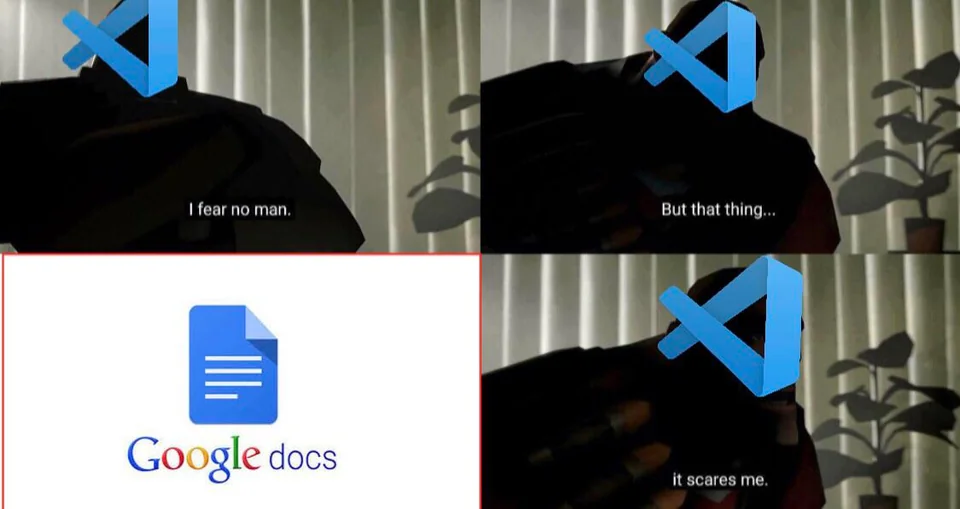 I fear no man.
But that thing...
Google docs
it scares me.